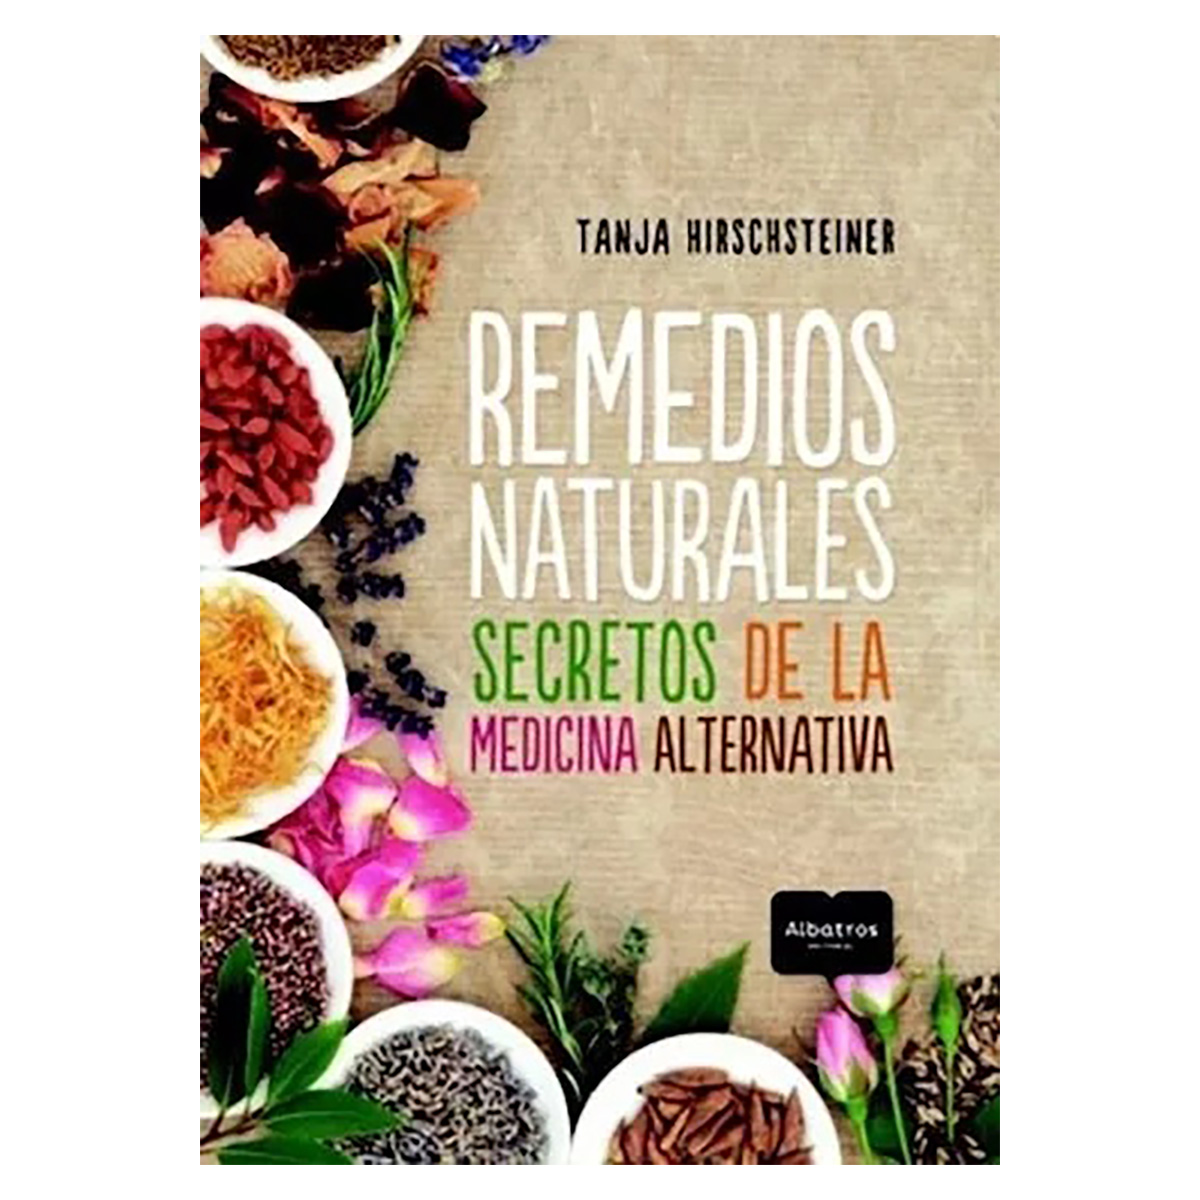 TANJA HIRSCHSTEINER
REMEDIOS
NATURALES
SECRETOS DE LA
MEDICINA ALTERNATIVA
Albatros